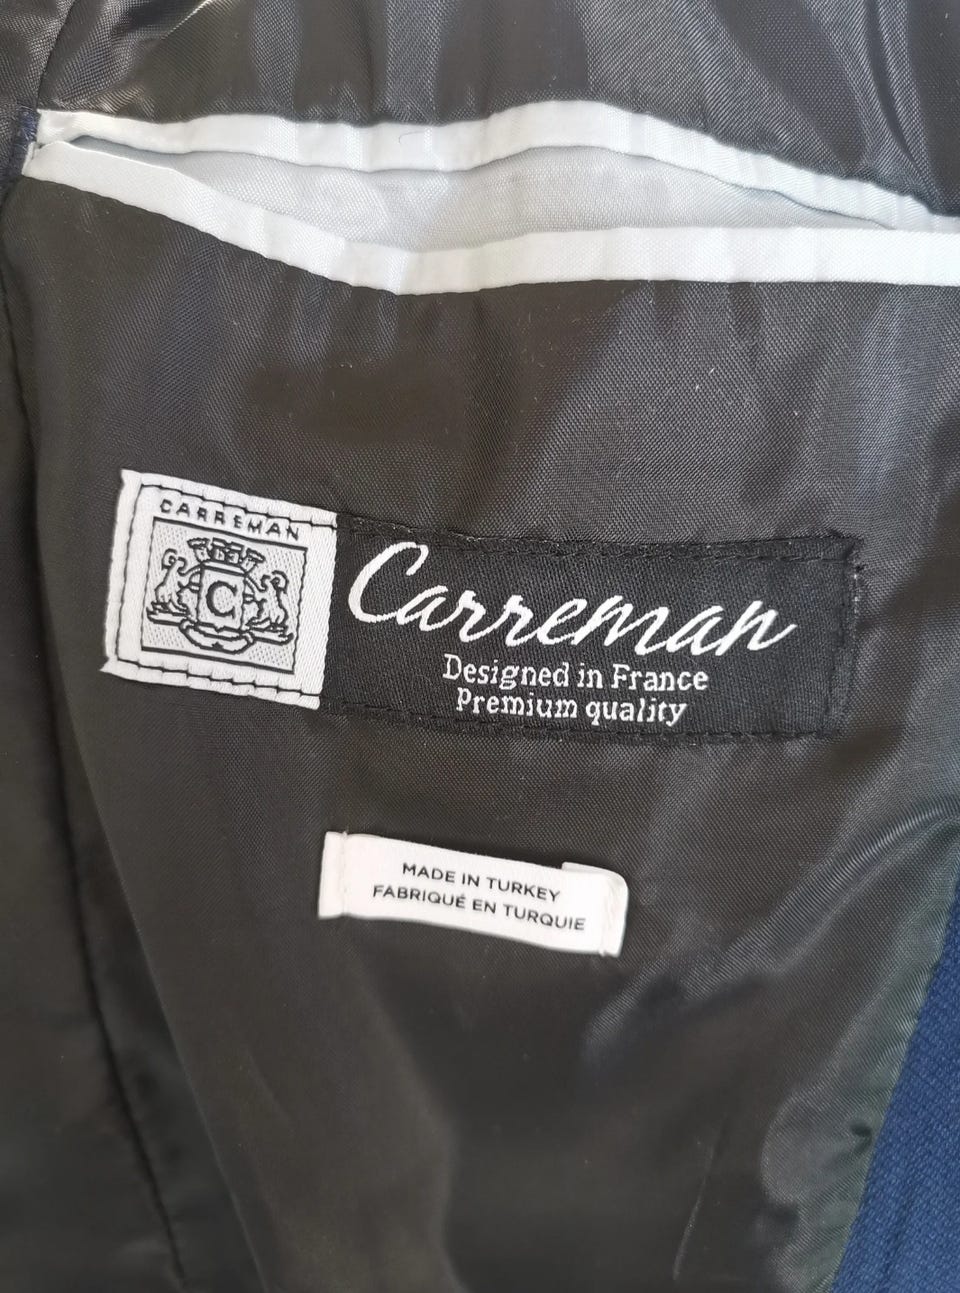 CARREMAN
C
Carreman
Designed in France
Premium quality
MADE IN TURKEY
FABRIQUÉ EN TURQUIE